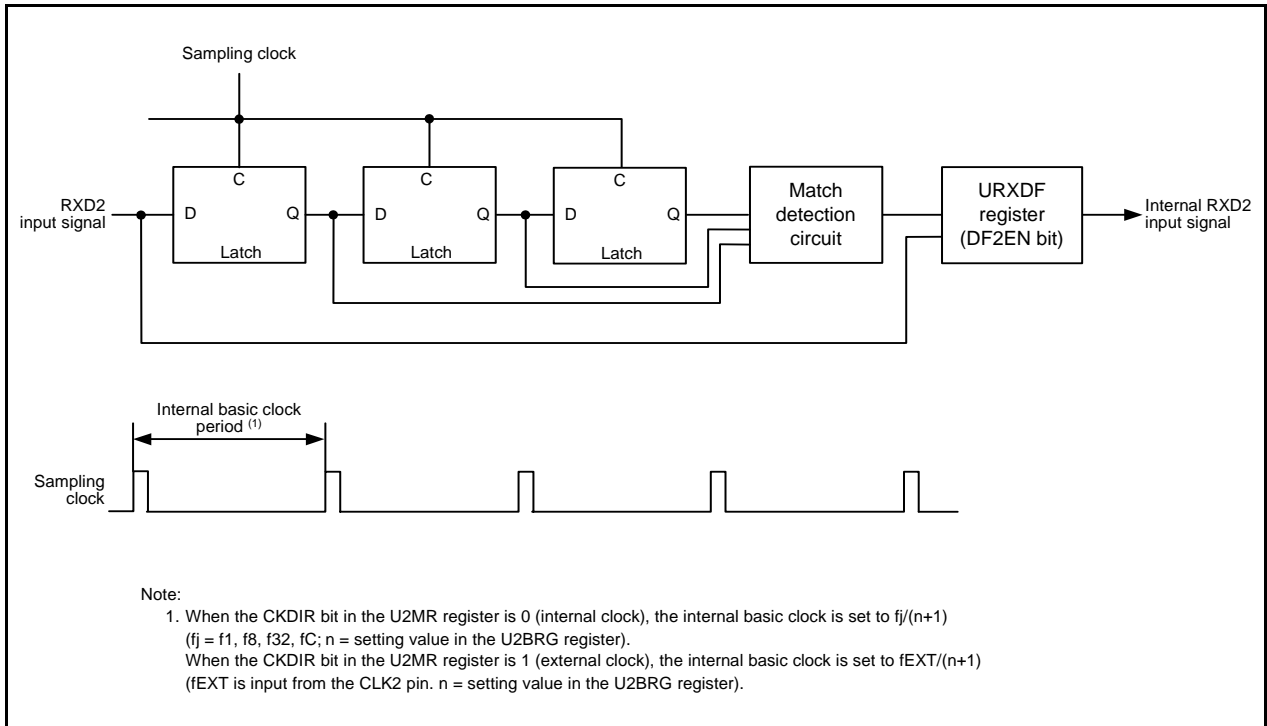 Sampling clock
RXD2
input signal
C
D
Q
Latch
C
D
Q
Latch
C
D
Q
Latch
Match
detection
circuit
URXDF
register
(DF2EN bit)
Internal RXD2
input signal
Internal basic clock
period (1)
Sampling
clock
Note:
1. When the CKDIR bit in the U2MR register is 0 (internal clock), the internal basic clock is set to fj/(n+1)
(fj = f1, f8, f32, fC; n = setting value in the U2BRG register).
When the CKDIR bit in the U2MR register is 1 (external clock), the internal basic clock is set to fEXT/(n+1)
(fEXT is input from the CLK2 pin. n = setting value in the U2BRG register).